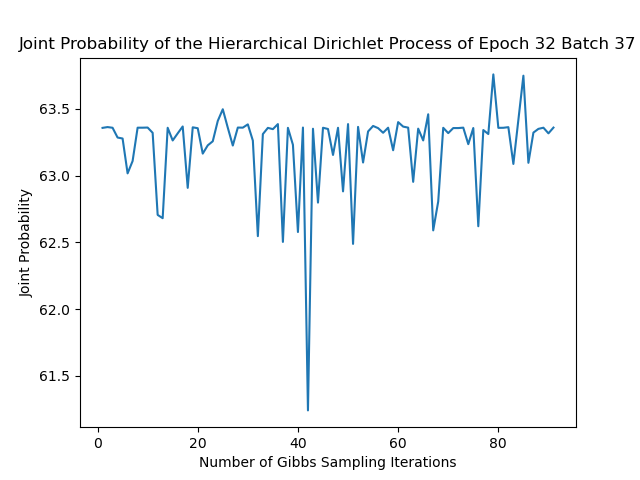 Joint Probability of the Hierarchical Dirichlet Process of Epoch 32 Batch 37
63.5
63.0
62.5
62.0
61.5
Joint Probability
0 20 40 60 80
Number of Gibbs Sampling Iterations